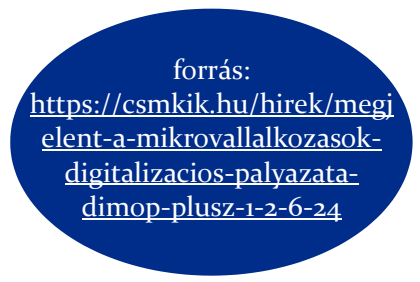 forrás:
https://csmkik.hu/hirek/megj
elent-a-mikrovallalkozasok-
digitalizacios-palyazata-
dimop-plusz-1-2-6-24